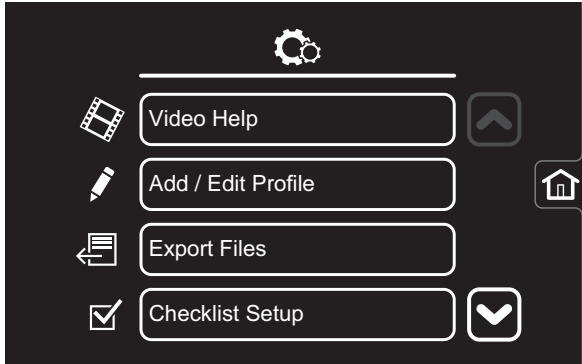 Video Help
Add / Edit Profile
Export Files
Checklist Setup